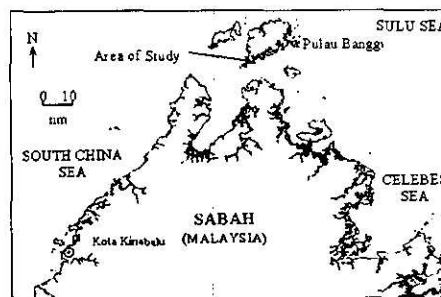 SULU SEA
N
Pulau Banggi
Area of Study
0 10
nm
SOUTH CHINA
SEA
CELEBES
SEA
SABAH
(MALAYSIA)
Kota Kinabalu